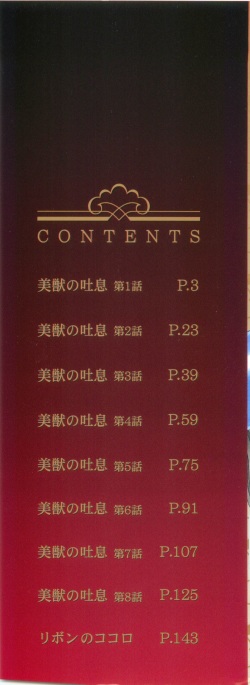 CONTENTS
美獣の吐息 第1話 P.3
美獣の吐息 第2話 P.23
美獣の吐息 第3話 P.39
美獣の吐息 第4話 P.59
美獣の吐息 第5話 P.75
美獣の吐息 第6話 P.91
美獣の吐息 第7話 P.107
美獣の吐息 第8話 P.125
リボンのココロ P.143